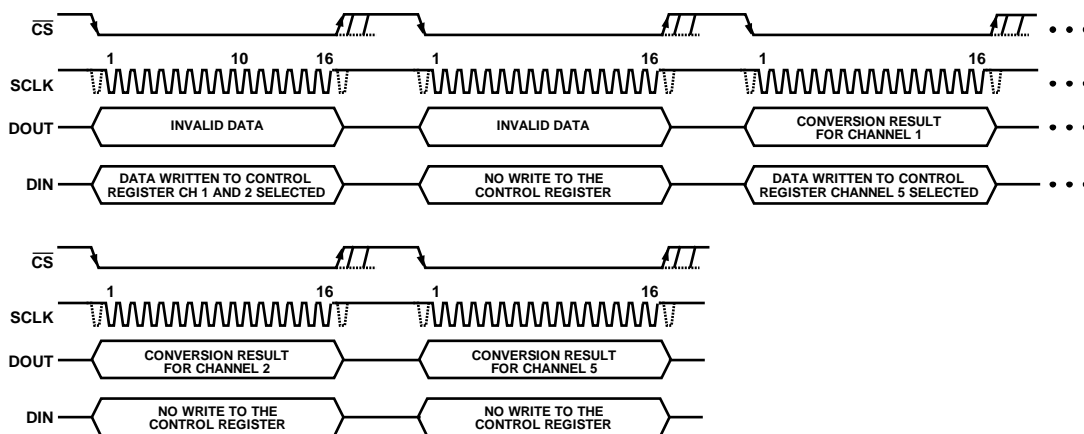 CS
1 10 16 1 16 1 16
SCLK
DOUT INVALID DATA INVALID DATA CONVERSION RESULT
FOR CHANNEL 1
DIN DATA WRITTEN TO CONTROL
REGISTER CH 1 AND 2 SELECTED
NO WRITE TO THE
CONTROL REGISTER
DATA WRITTEN TO CONTROL
REGISTER CHANNEL 5 SELECTED
CS
1 16 1 16
SCLK
DOUT CONVERSION RESULT
FOR CHANNEL 2
CONVERSION RESULT
FOR CHANNEL 5
DIN NO WRITE TO THE
CONTROL REGISTER
NO WRITE TO THE
CONTROL REGISTER